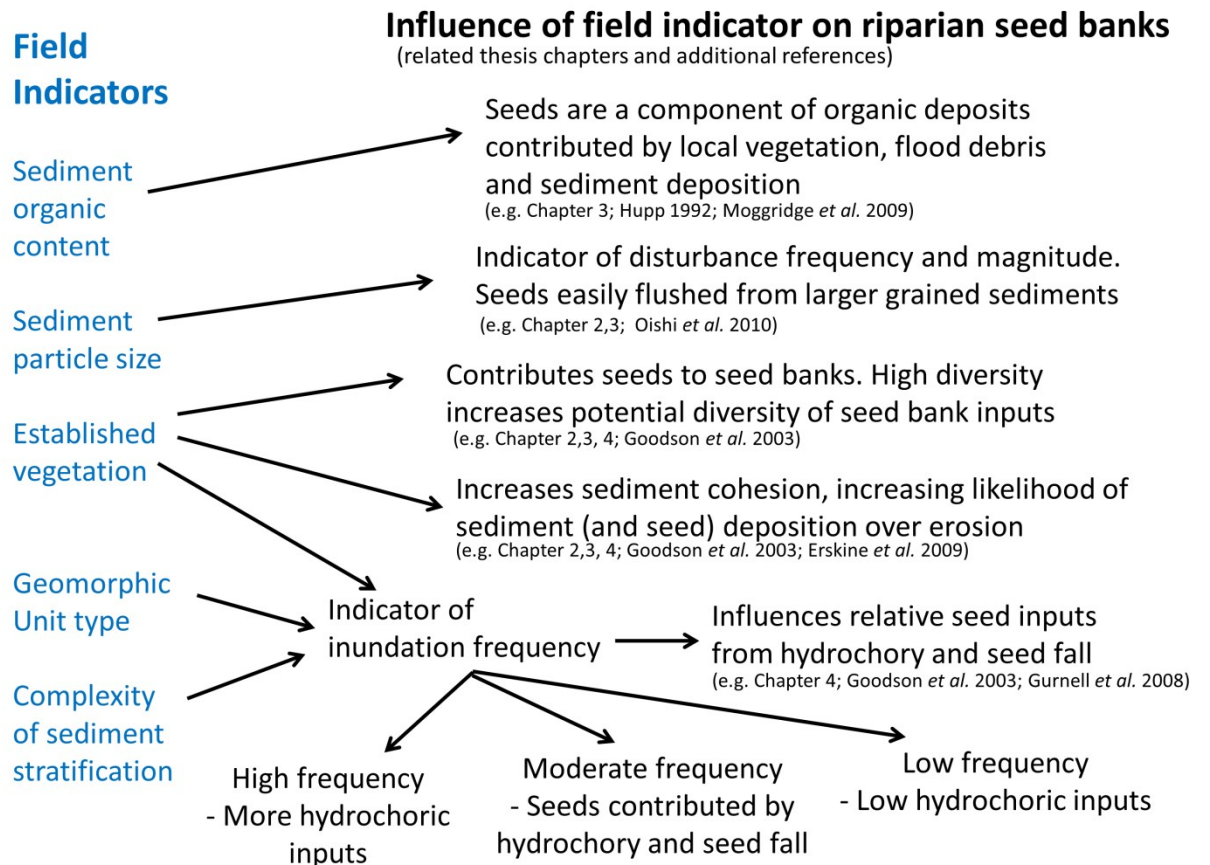 Influence of field indicator on riparian seed banks
(related thesis chapters and additional references)
Field
Indicators
Sediment
organic
content
Seeds are a component of organic deposits
contributed by local vegetation, flood debris
and sediment deposition
(e.g. Chapter 3; Hupp 1992; Moggridge et al. 2009)
Sediment
particle size
Indicator of disturbance frequency and magnitude.
Seeds easily flushed from larger grained sediments
(e.g. Chapter 2,3; Oishi et al. 2010)
Established
vegetation
Contributes seeds to seed banks. High diversity
increases potential diversity of seed bank inputs
(e.g. Chapter 2,3, 4; Goodson et al. 2003)
Increases sediment cohesion, increasing likelihood of
sediment (and seed) deposition over erosion
(e.g. Chapter 2,3, 4; Goodson et al. 2003; Erskine et al. 2009)
Geomorphic
Unit type
Complexity
of sediment
stratification
Indicator of
inundation frequency
Influences relative seed inputs
from hydrochory and seed fall
(e.g. Chapter 4; Goodson et al. 2003; Gurnell et al. 2008)
High frequency
- More hydrochoric
inputs
Moderate frequency
- Seeds contributed by
hydrochory and seed fall
Low frequency
- Low hydrochoric inputs